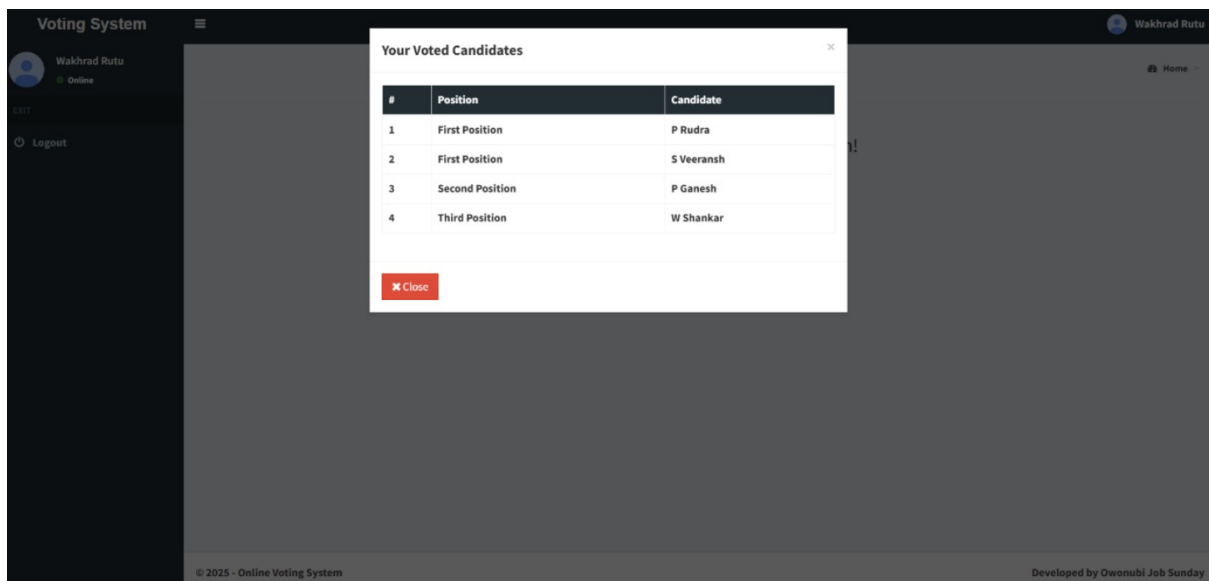 Voting System
Wakhrad Rutu
Wakhrad Rutu
Online
Home
EXIT
Logout
Your Voted Candidates ×
# Position Candidate
1 First Position P Rudra
2 First Position S Veeransh
3 Second Position P Ganesh
4 Third Position W Shankar
Close
© 2025 - Online Voting System Developed by Owonubi Job Sunday